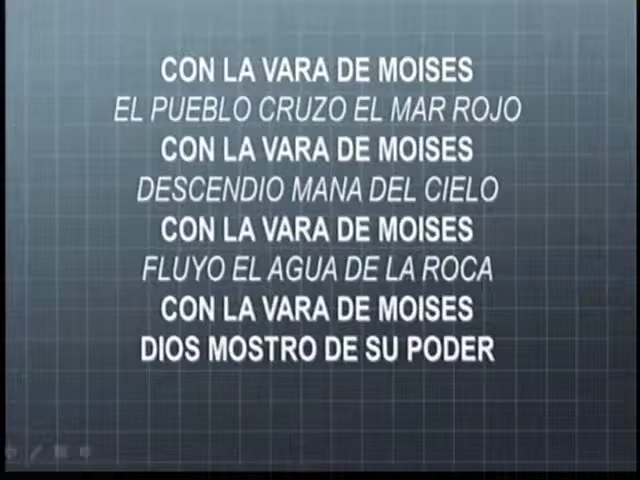 CON LA VARA DE MOISES
EL PUEBLO CRUZO EL MAR ROJO
CON LA VARA DE MOISES
DESCENDIO MANA DEL CIELO
CON LA VARA DE MOISES
FLUYO EL AGUA DE LA ROCA
CON LA VARA DE MOISES
DIOS MOSTRO DE SU PODER